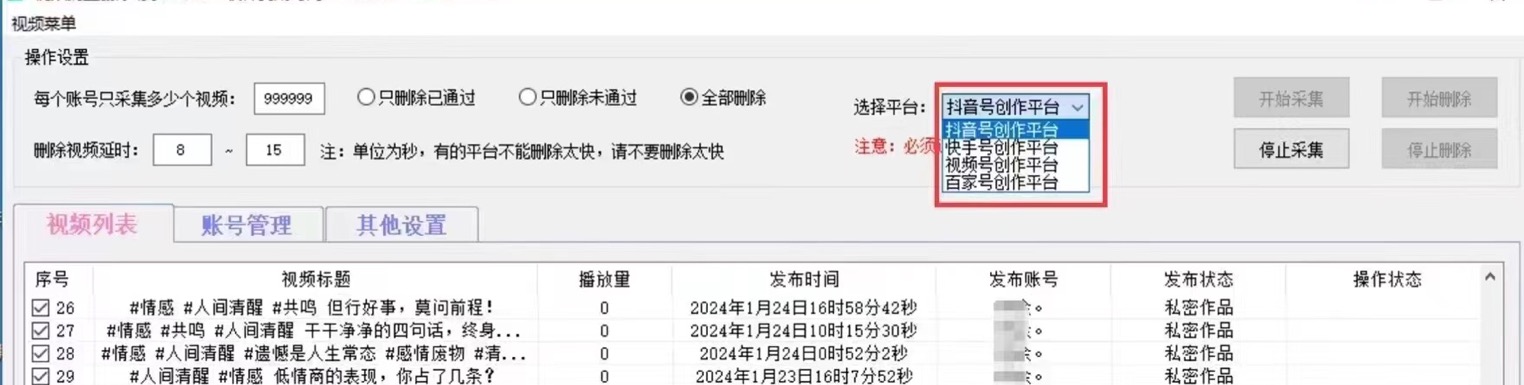 视频菜单
操作设置
每个账号只采集多少个视频： 999999 只删除已通过 只删除未通过 全部删除
删除视频延时： 8 ~ 15 注：单位为秒，有的平台不能删除太快，请不要删除太快
选择平台： 抖音号创作平台
抖音号创作平台
快手号创作平台
视频号创作平台
百家号创作平台
注意：必须
开始采集 开始删除
停止采集 停止删除
视频列表 账号管理 其他设置
序号 视频标题 播放量 发布时间 发布账号 发布状态 操作状态
26 #情感 #人间清醒 #共鸣 但行好事，莫问前程！ 0 2024年1月24日16时58分42秒 私密作品
27 #情感 #共鸣 #人间清醒 干干净净的四句话，终身... 0 2024年1月24日10时15分30秒 私密作品
28 #情感 #人间清醒 #遗憾是人生常态 #感情废物 #清... 0 2024年1月24日0时52分2秒 私密作品
29 #人间清醒 #情感 低情商的表现，你占了几条？ 0 2024年1月23日16时7分52秒 私密作品